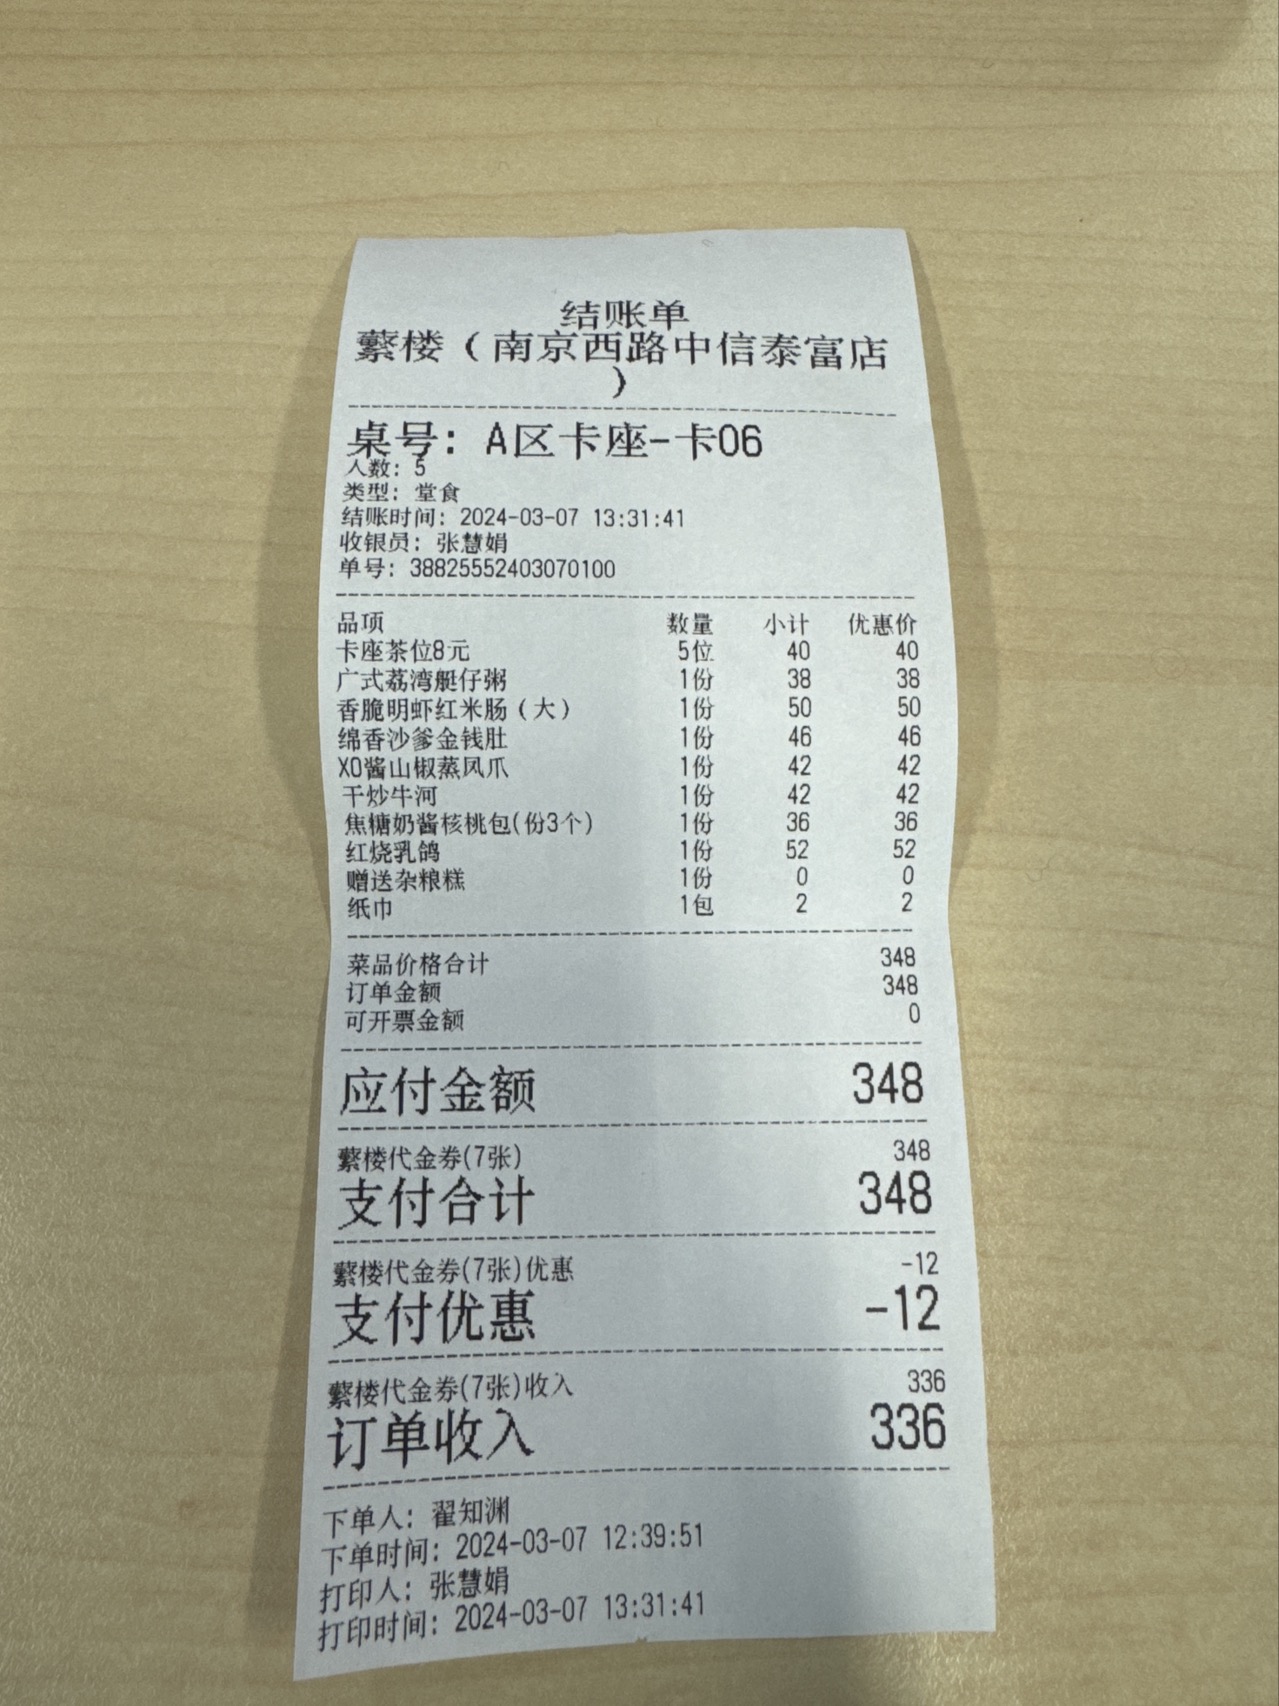 结账单
蘩楼（南京西路中信泰富店
）
桌号：A区卡座-卡06
人数：5
类型：堂食
结账时间：2024-03-07 13:31:41
收银员：张慧娟
单号：388255524030​70100
品项 数量 小计 优惠价
卡座茶位8元 5位 40 40
广式荔湾艇仔粥 1份 38 38
香脆明虾红米肠（大） 1份 50 50
绵香沙爹金钱肚 1份 46 46
XO酱山椒蒸凤爪 1份 42 42
干炒牛河 1份 42 42
焦糖奶酱核桃包(份3个) 1份 36 36
红烧乳鸽 1份 52 52
赠送杂粮糕 1份 0 0
纸巾 1包 2 2
菜品价格合计 348
订单金额 348
可开票金额 0
应付金额 348
蘩楼代金券(7张) 348
支付合计 348
蘩楼代金券(7张)优惠 -12
支付优惠 -12
蘩楼代金券(7张)收入 336
订单收入 336
下单人：翟知渊
下单时间：2024-03-07 12:39:51
打印人：张慧娟
打印时间：2024-03-07 13:31:41